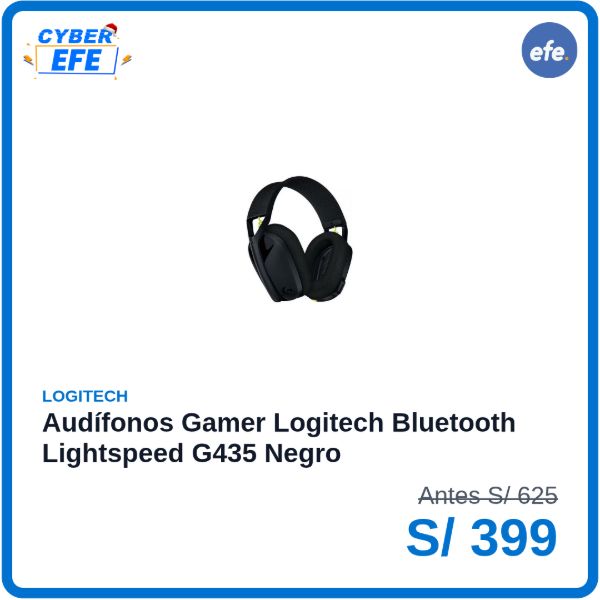 CYBER
EFE
efe.
LOGITECH
Audífonos Gamer Logitech Bluetooth
Lightspeed G435 Negro
Antes S/ 625
S/ 399